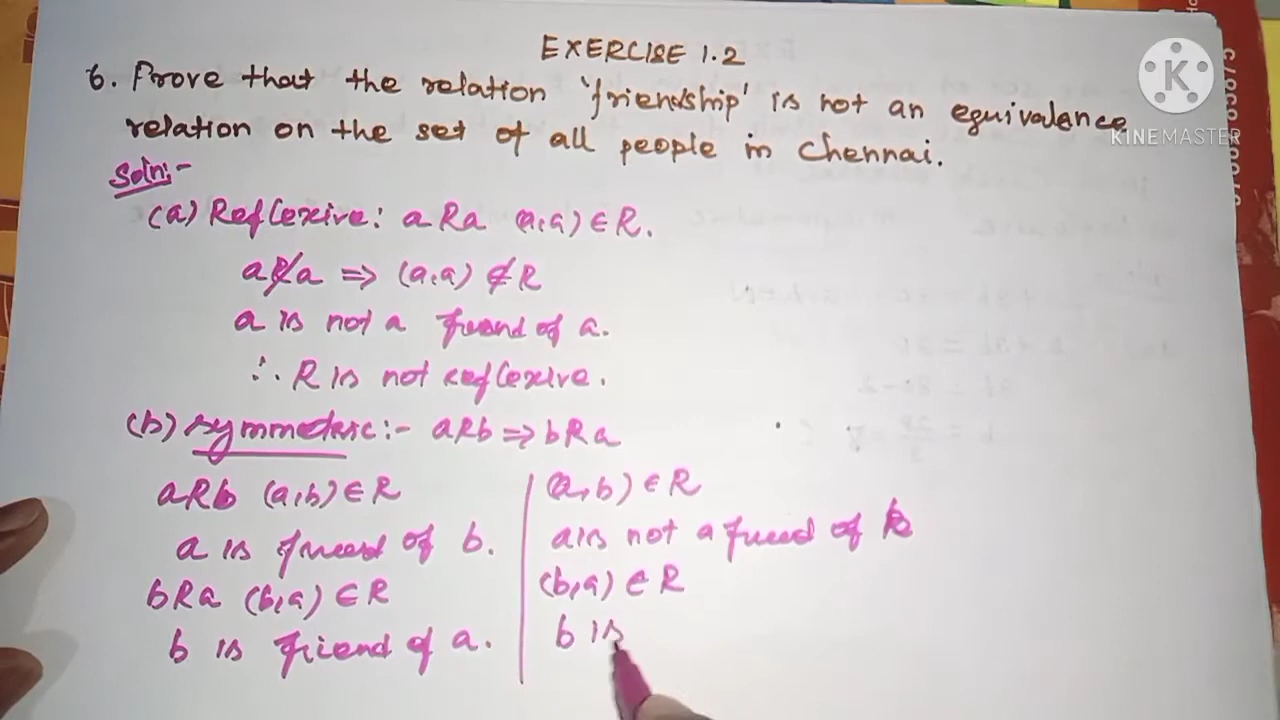 EXERCISE 1.2
6. Prove that the relation 'friendship' is not an equivalence
relation on the set of all people in Chennai.
Soln:-
(a) Reflexive: aRa (a,a) ∈ R.
aR̸a ⇒ (a,a) ∉ R
a is not a friend of a.
∴ R is not reflexive.
(b) Symmetric:- aRb ⇒ bRa
aRb (a,b) ∈ R
a is friend of b.
bRa (b,a) ∈ R
b is friend of a.
(a,b) ∈ R
a is not a friend of b
(b,a) ∈ R
b is
K
KINEMASTER